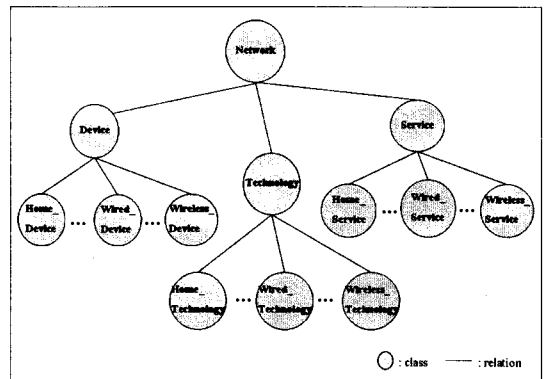 Network
Device
Service
Technology
Home_
Device
...
Wired_
Device
...
Wireless_
Device
Home_
Service
...
Wired_
Service
...
Wireless_
Service
Home_
Technology
...
Wired_
Technology
...
Wireless_
Technology
: class
: relation